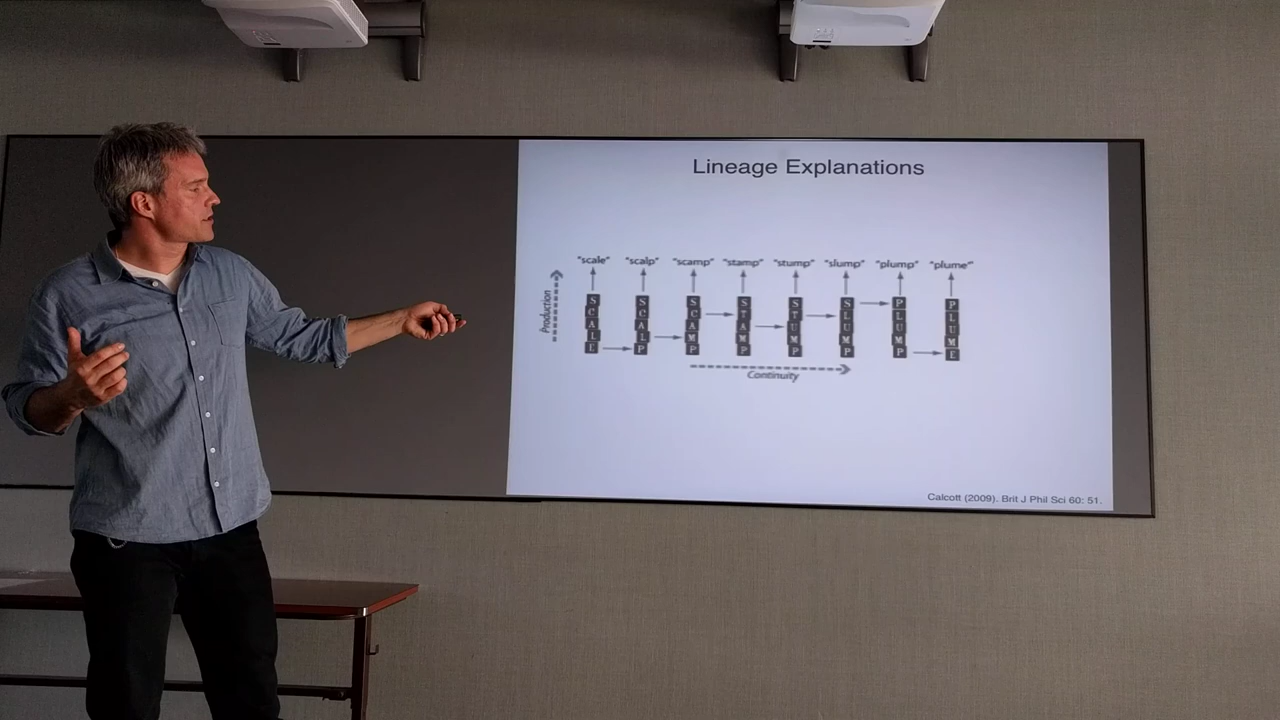 Lineage Explanations
"scale" "scalp" "scamp" "stamp" "stump" "slump" "plump" "plume"
Production
SCALE SCALP SCAMP STAMP STUMP SLUMP PLUMP PLUME
Continuity
Calcott (2009). Brit J Phil Sci 60: 51.